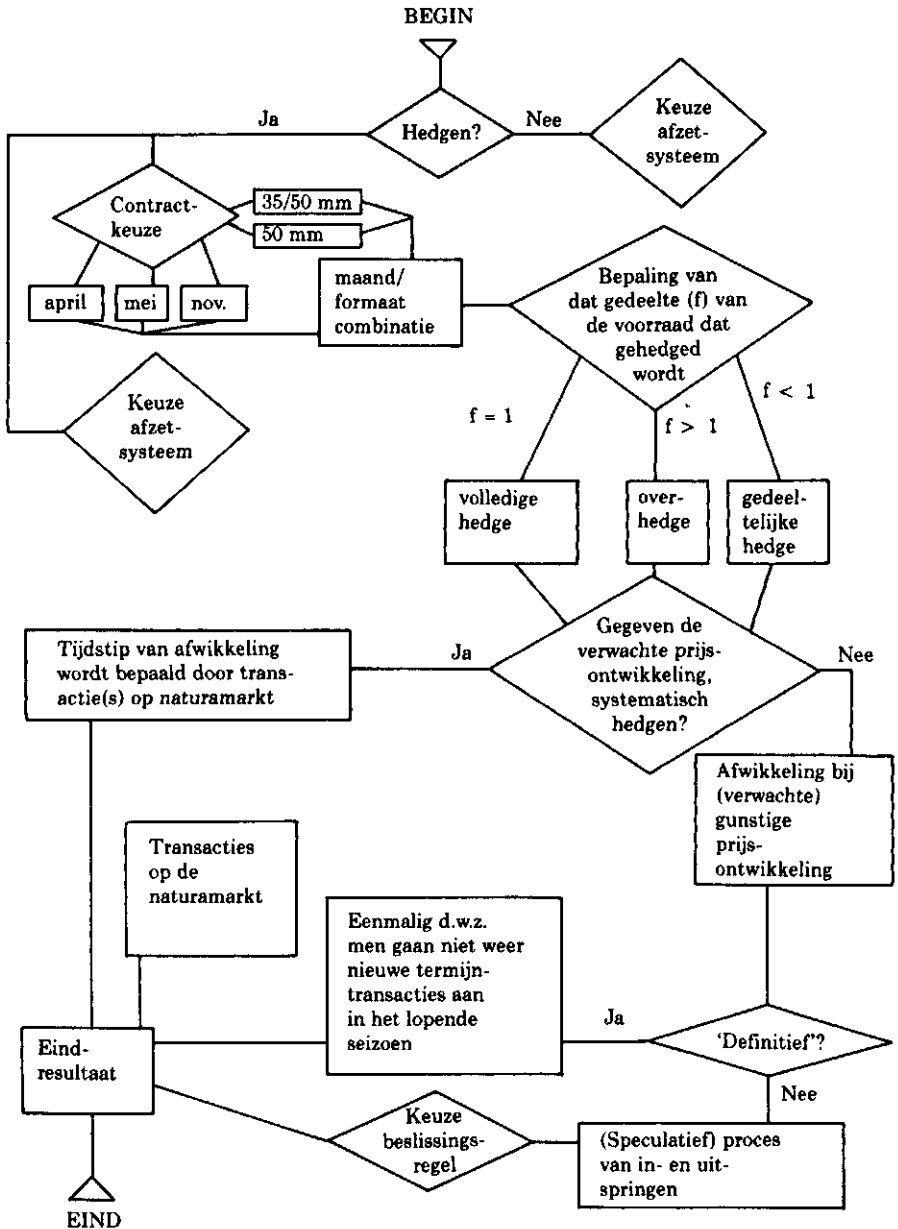 BEGIN
Ja
Hedgen?
Nee
Keuze
afzet-
systeem
Contract-
keuze
35/50 mm
50 mm
april
mei
nov.
maand/
formaat
combinatie
Bepaling van
dat gedeelte (f) van
de voorraad dat
gehedged
wordt
Keuze
afzet-
systeem
f = 1
f > 1
f < 1
volledige
hedge
over-
hedge
gedeel-
telijke
hedge
Tijdstip van afwikkeling
wordt bepaald door trans-
actie(s) op naturamarkt
Ja
Gegeven de
verwachte prijs-
ontwikkeling,
systematisch
hedgen?
Nee
Afwikkeling bij
(verwachte)
gunstige
prijs-
ontwikkeling
Transacties
op de
naturamarkt
Eenmalig d.w.z.
men gaan niet weer
nieuwe termijn-
transacties aan
in het lopende
seizoen
Ja
'Definitief'?
Nee
Eind-
resultaat
Keuze
beslissings-
regel
(Speculatief) proces
van in- en uit-
springen
EIND